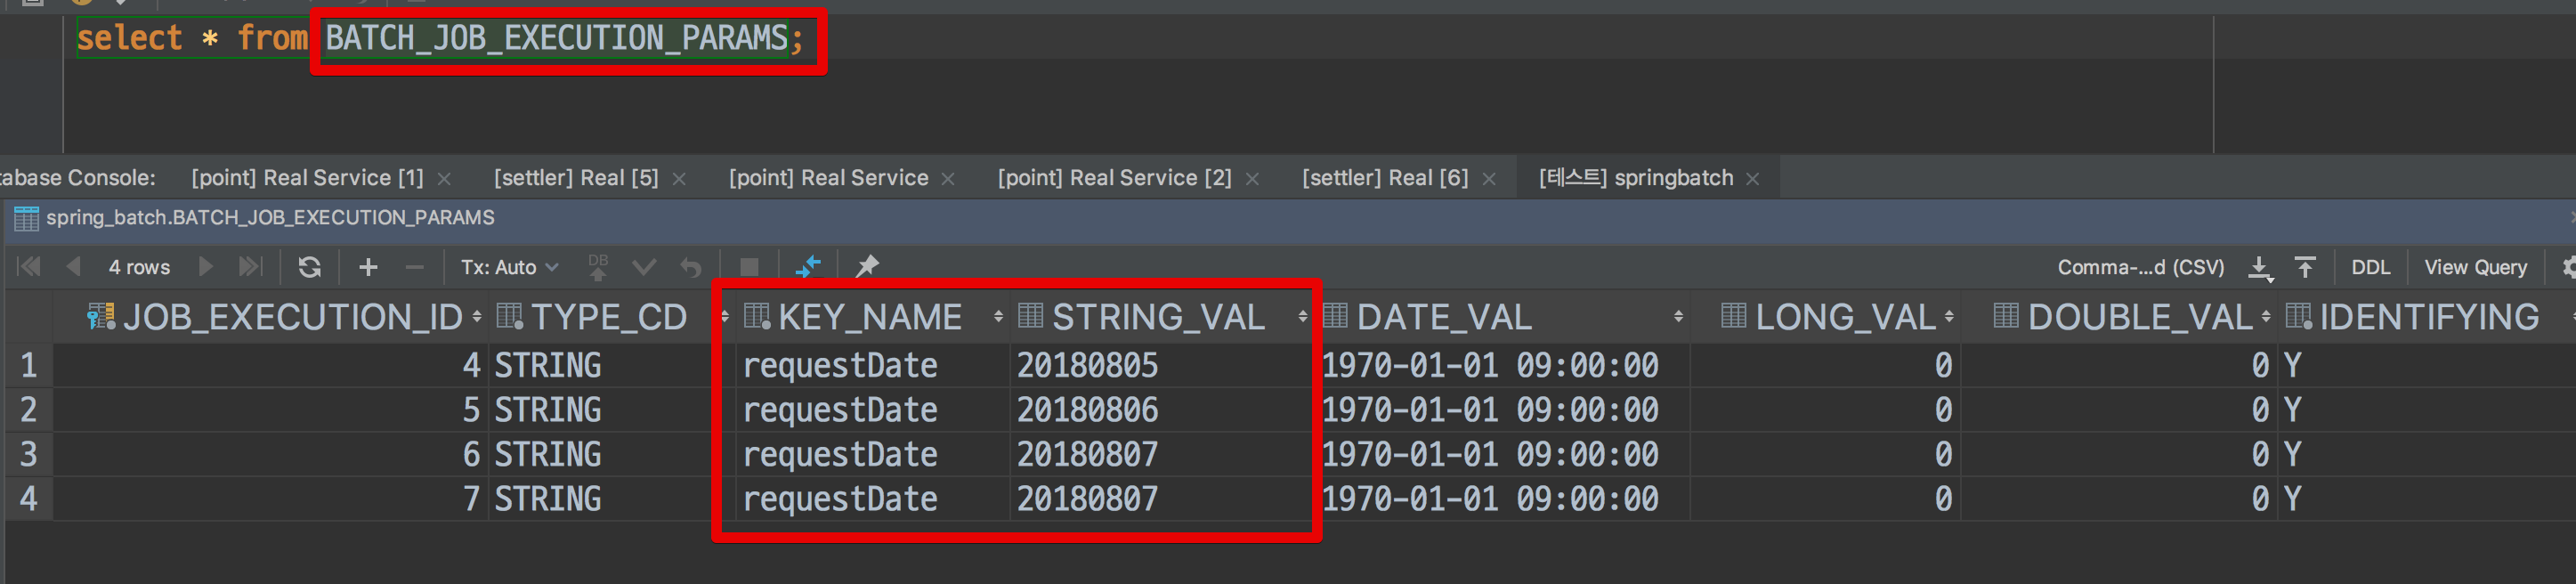 select * from BATCH_JOB_EXECUTION_PARAMS;
tabase Console: [point] Real Service [1] [settler] Real [5] [point] Real Service [point] Real Service [2] [settler] Real [6] [테스트] springbatch
spring_batch.BATCH_JOB_EXECUTION_PARAMS
4 rows Tx: Auto DB Comma-...d (CSV) DDL View Query
JOB_EXECUTION_ID TYPE_CD KEY_NAME STRING_VAL DATE_VAL LONG_VAL DOUBLE_VAL IDENTIFYING
1 4 STRING requestDate 20180805 1970-01-01 09:00:00 0 0 Y
2 5 STRING requestDate 20180806 1970-01-01 09:00:00 0 0 Y
3 6 STRING requestDate 20180807 1970-01-01 09:00:00 0 0 Y
4 7 STRING requestDate 20180807 1970-01-01 09:00:00 0 0 Y